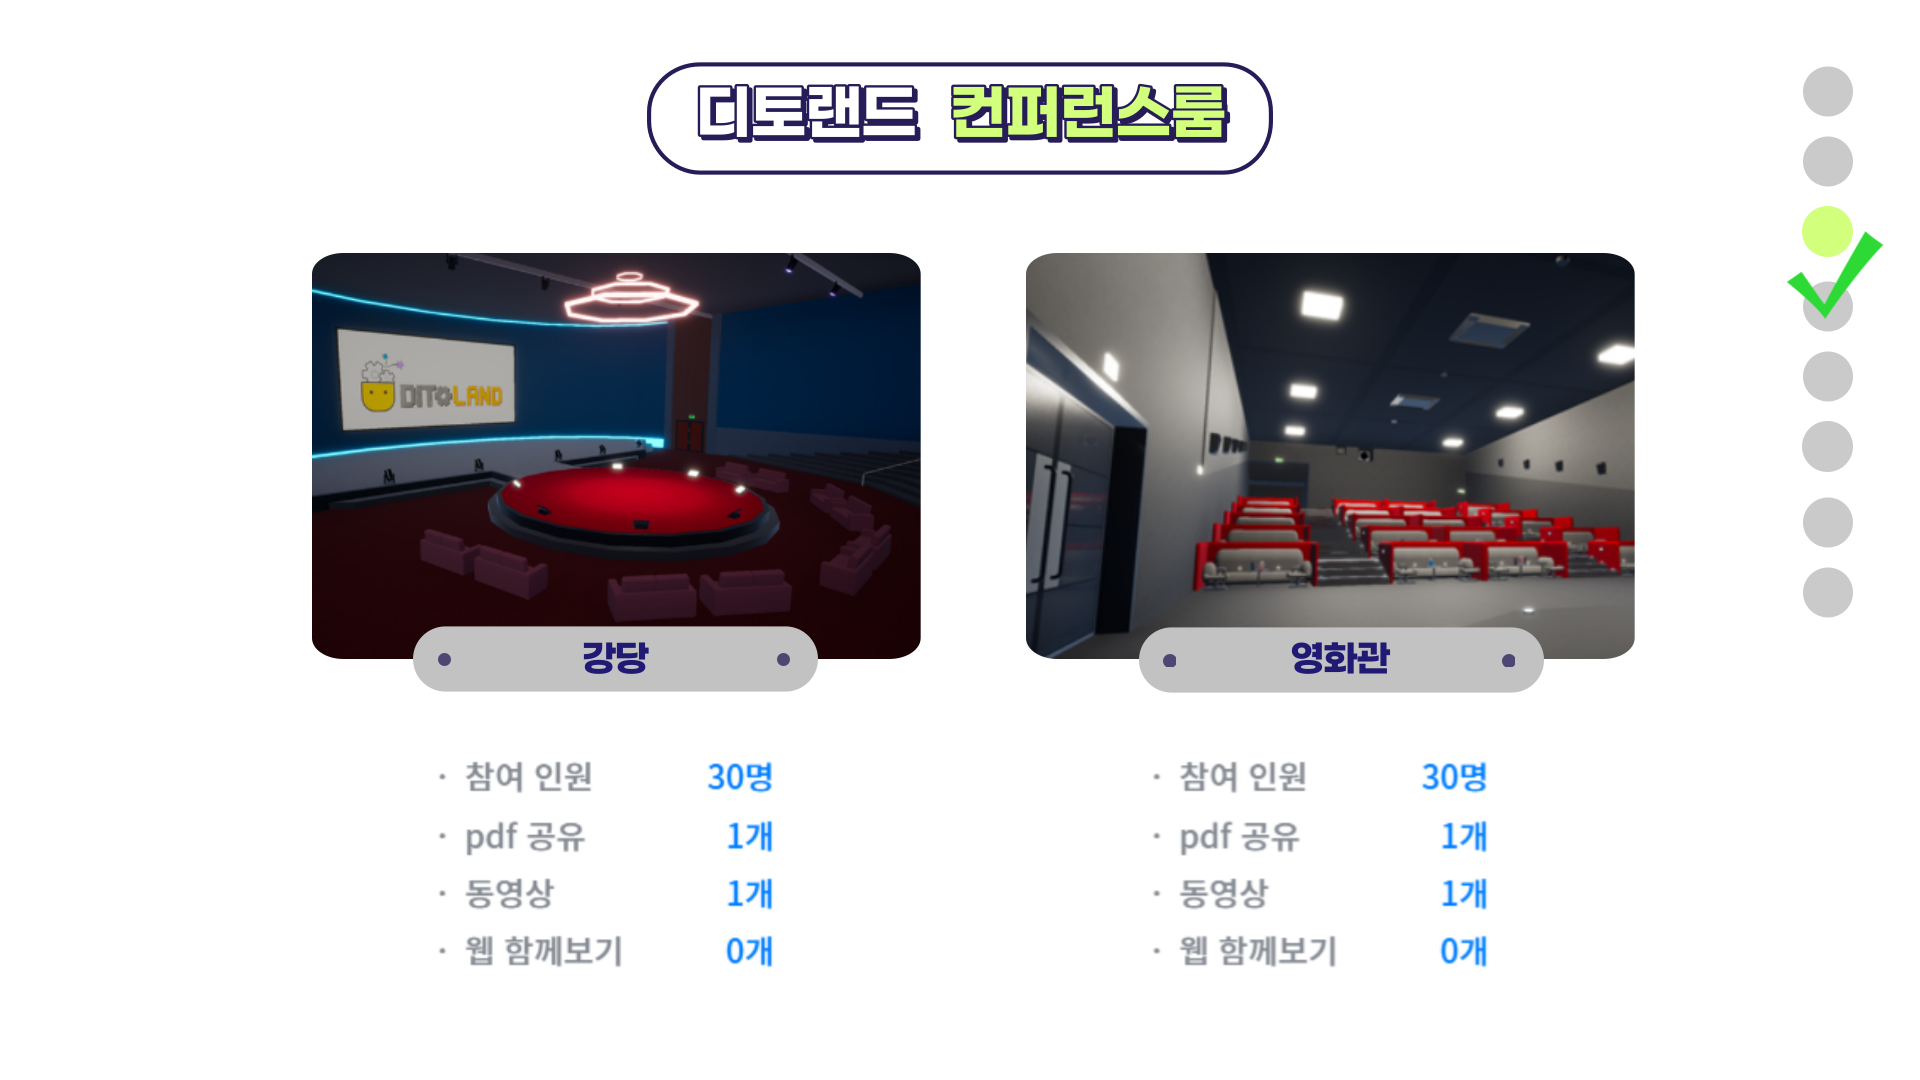 디토랜드 컨퍼런스룸
DITOLAND
강당
· 참여 인원 30명
· pdf 공유 1개
· 동영상 1개
· 웹 함께보기 0개
영화관
· 참여 인원 30명
· pdf 공유 1개
· 동영상 1개
· 웹 함께보기 0개